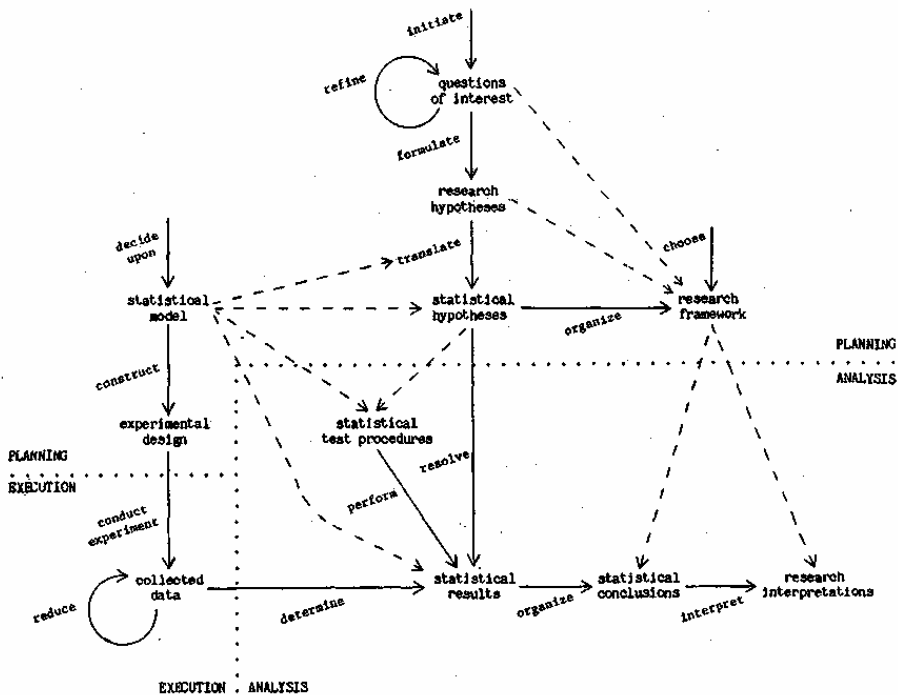 initiate
refine
questions
of interest
formulate
research
hypotheses
decide
upon
translate
choose
statistical
model
statistical
hypotheses
organize
research
framework
PLANNING
ANALYSIS
construct
experimental
design
statistical
test procedures
PLANNING
EXECUTION
resolve
perform
conduct
experiment
collected
data
statistical
results
statistical
conclusions
research
interpretations
reduce
determine
organize
interpret
EXECUTION
ANALYSIS